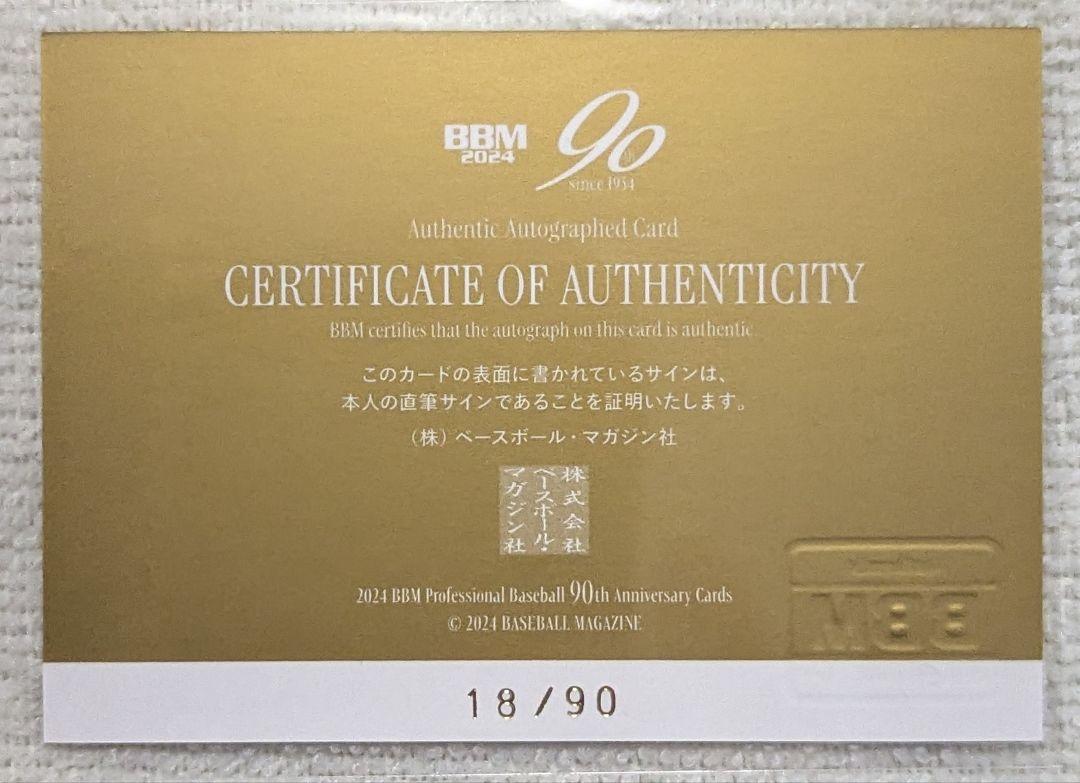 BBM
2024
90
th
since 1934
Authentic Autographed Card
CERTIFICATE OF AUTHENTICITY
BBM certifies that the autograph on this card is authentic
このカードの表面に書かれているサインは、
本人の直筆サインであることを証明いたします。
(株)ベースボール・マガジン社
株式会社
ベースボール・
マガジン社
2024 BBM Professional Baseball 90th Anniversary Cards
© 2024 BASEBALL MAGAZINE
BBM
18/90